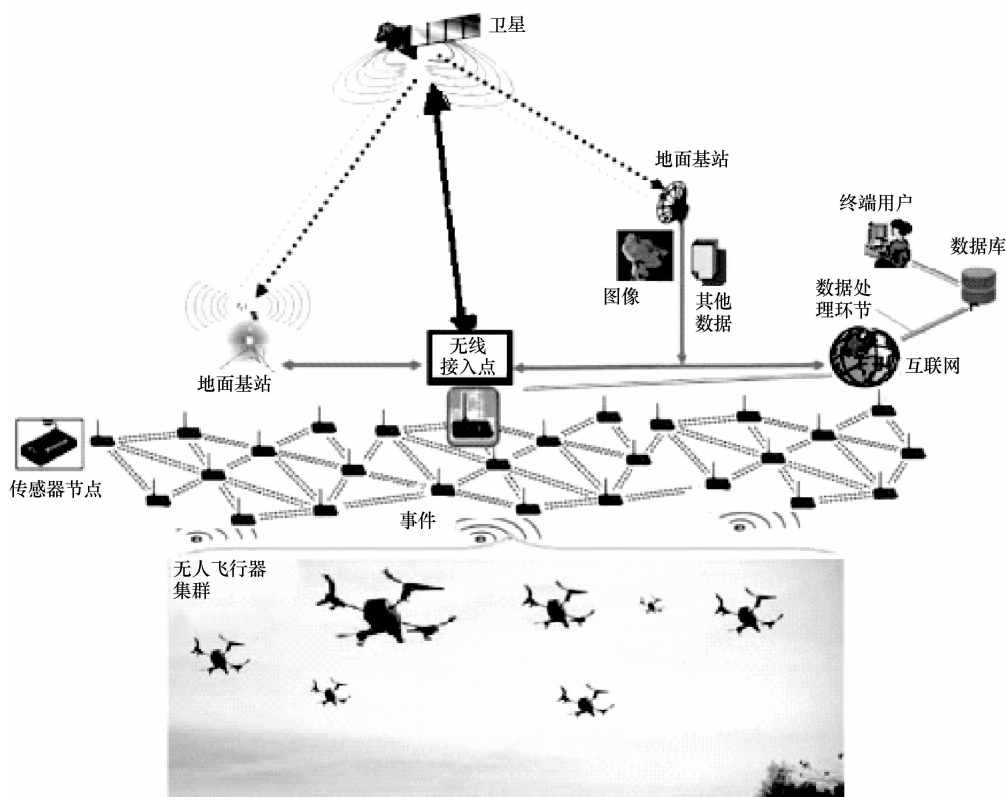 卫星
地面基站
终端用户
数据库
图像
其他
数据
数据处
理环节
无线
接入点
互联网
地面基站
传感器节点
事件
无人飞行器
集群